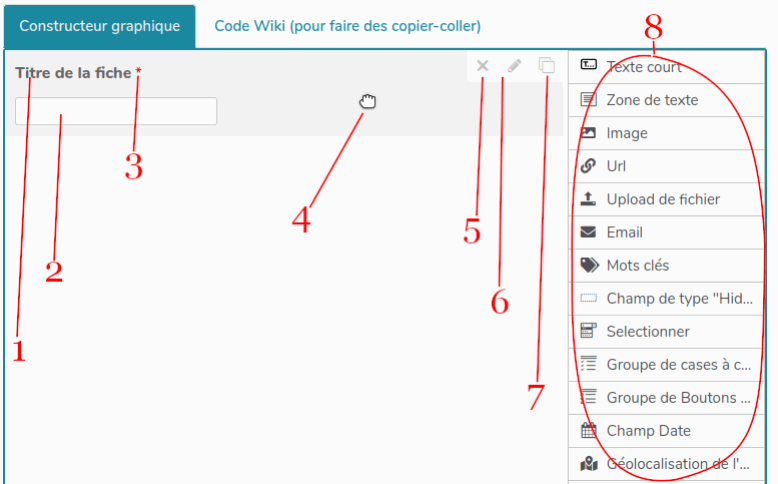 Constructeur graphique
Code Wiki (pour faire des copier-coller)
8
Titre de la fiche *
Texte court
Zone de texte
Image
3
Url
4
Upload de fichier
5
Email
2
Mots clés
6
Champ de type "Hid...
Selectionner
1
Groupe de cases à c...
7
Groupe de Boutons ...
Champ Date
Géolocalisation de l'"...